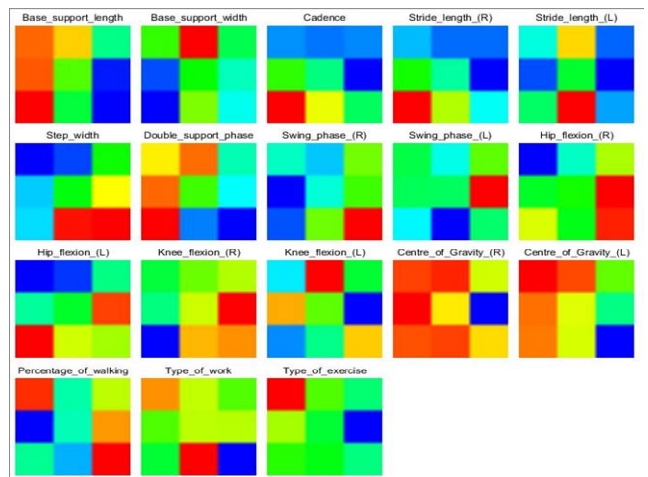 Base_support_length Base_support_width Cadence Stride_length_(R) Stride_length_(L)
Step_width Double_support_phase Swing_phase_(R) Swing_phase_(L) Hip_flexion_(R)
Hip_flexion_(L) Knee_flexion_(R) Knee_flexion_(L) Centre_of_Gravity_(R) Centre_of_Gravity_(L)
Percentage_of_walking Type_of_work Type_of_exercise